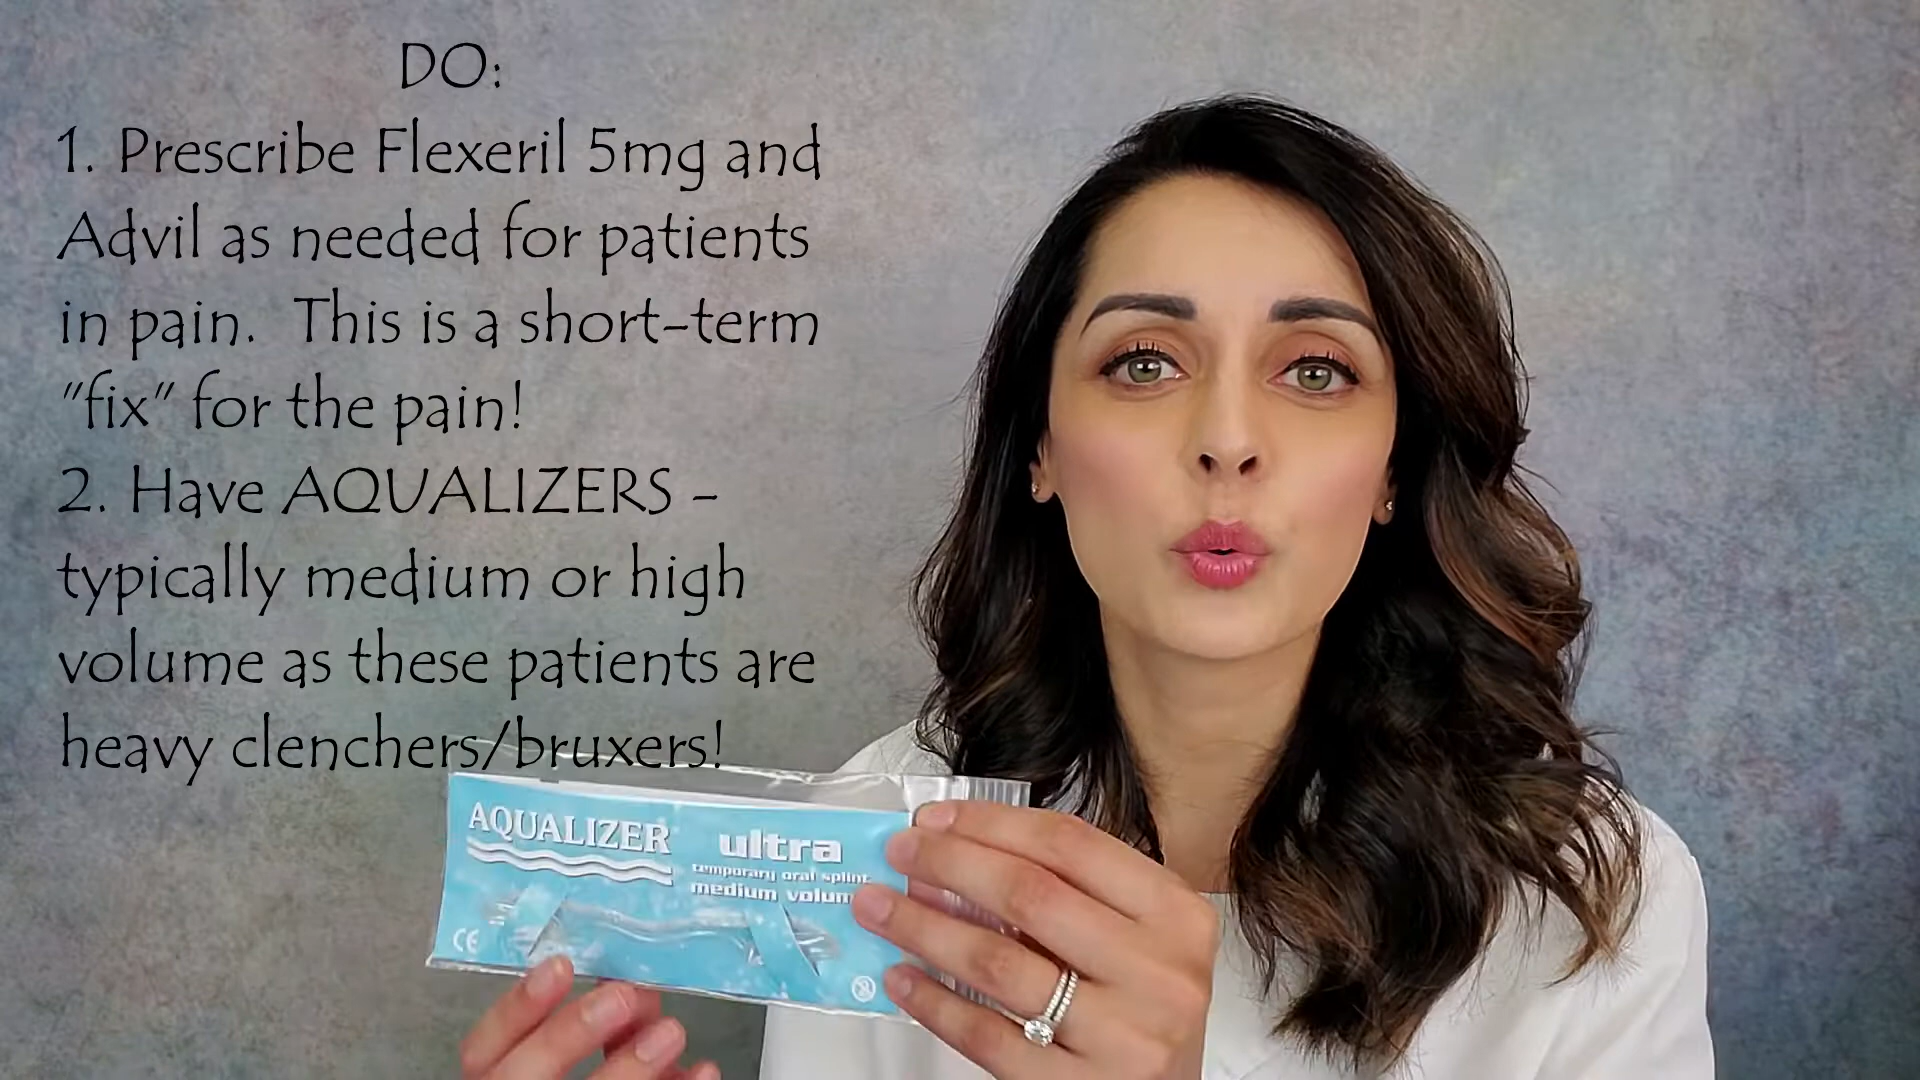 DO:
1. Prescribe Flexeril 5mg and
Advil as needed for patients
in pain. This is a short-term
"fix" for the pain!
2. Have AQUALIZERS -
typically medium or high
volume as these patients are
heavy clenchers/bruxers!
AQUALIZER
ultra
temporary oral splint
medium volum
CE